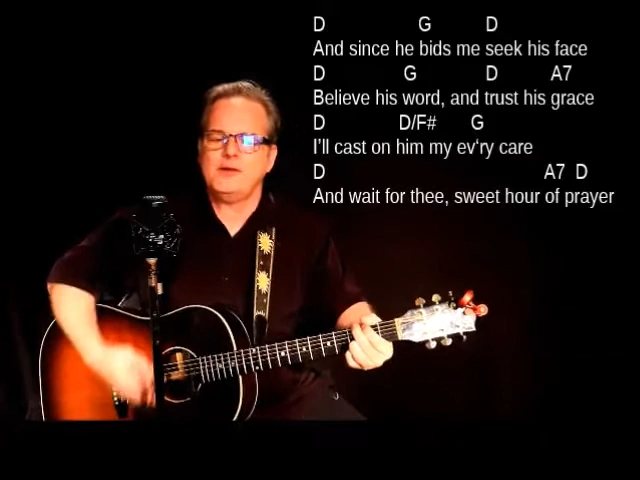 D G D
And since he bids me seek his face
D G D A7
Believe his word, and trust his grace
D D/F# G
I'll cast on him my ev'ry care
D A7 D
And wait for thee, sweet hour of prayer